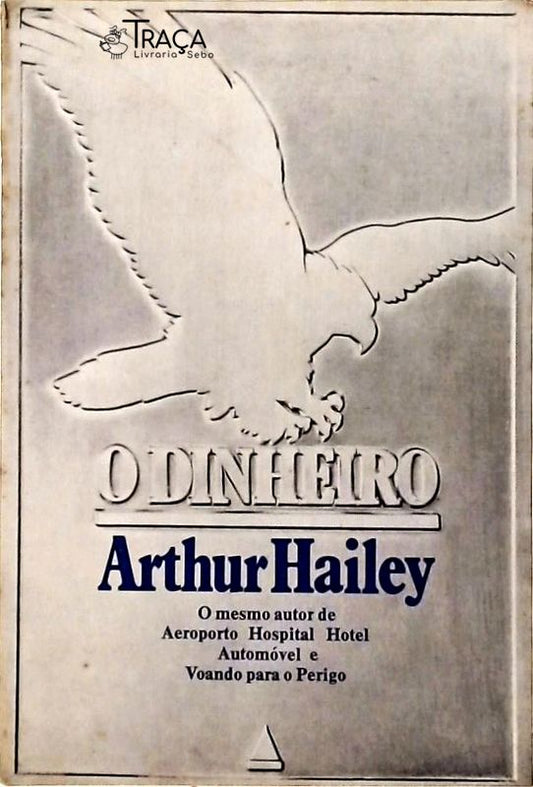 TRAÇA
Livraria Sebo
O DINHEIRO
Arthur Hailey
O mesmo autor de
Aeroporto Hospital Hotel
Automóvel e
Voando para o Perigo